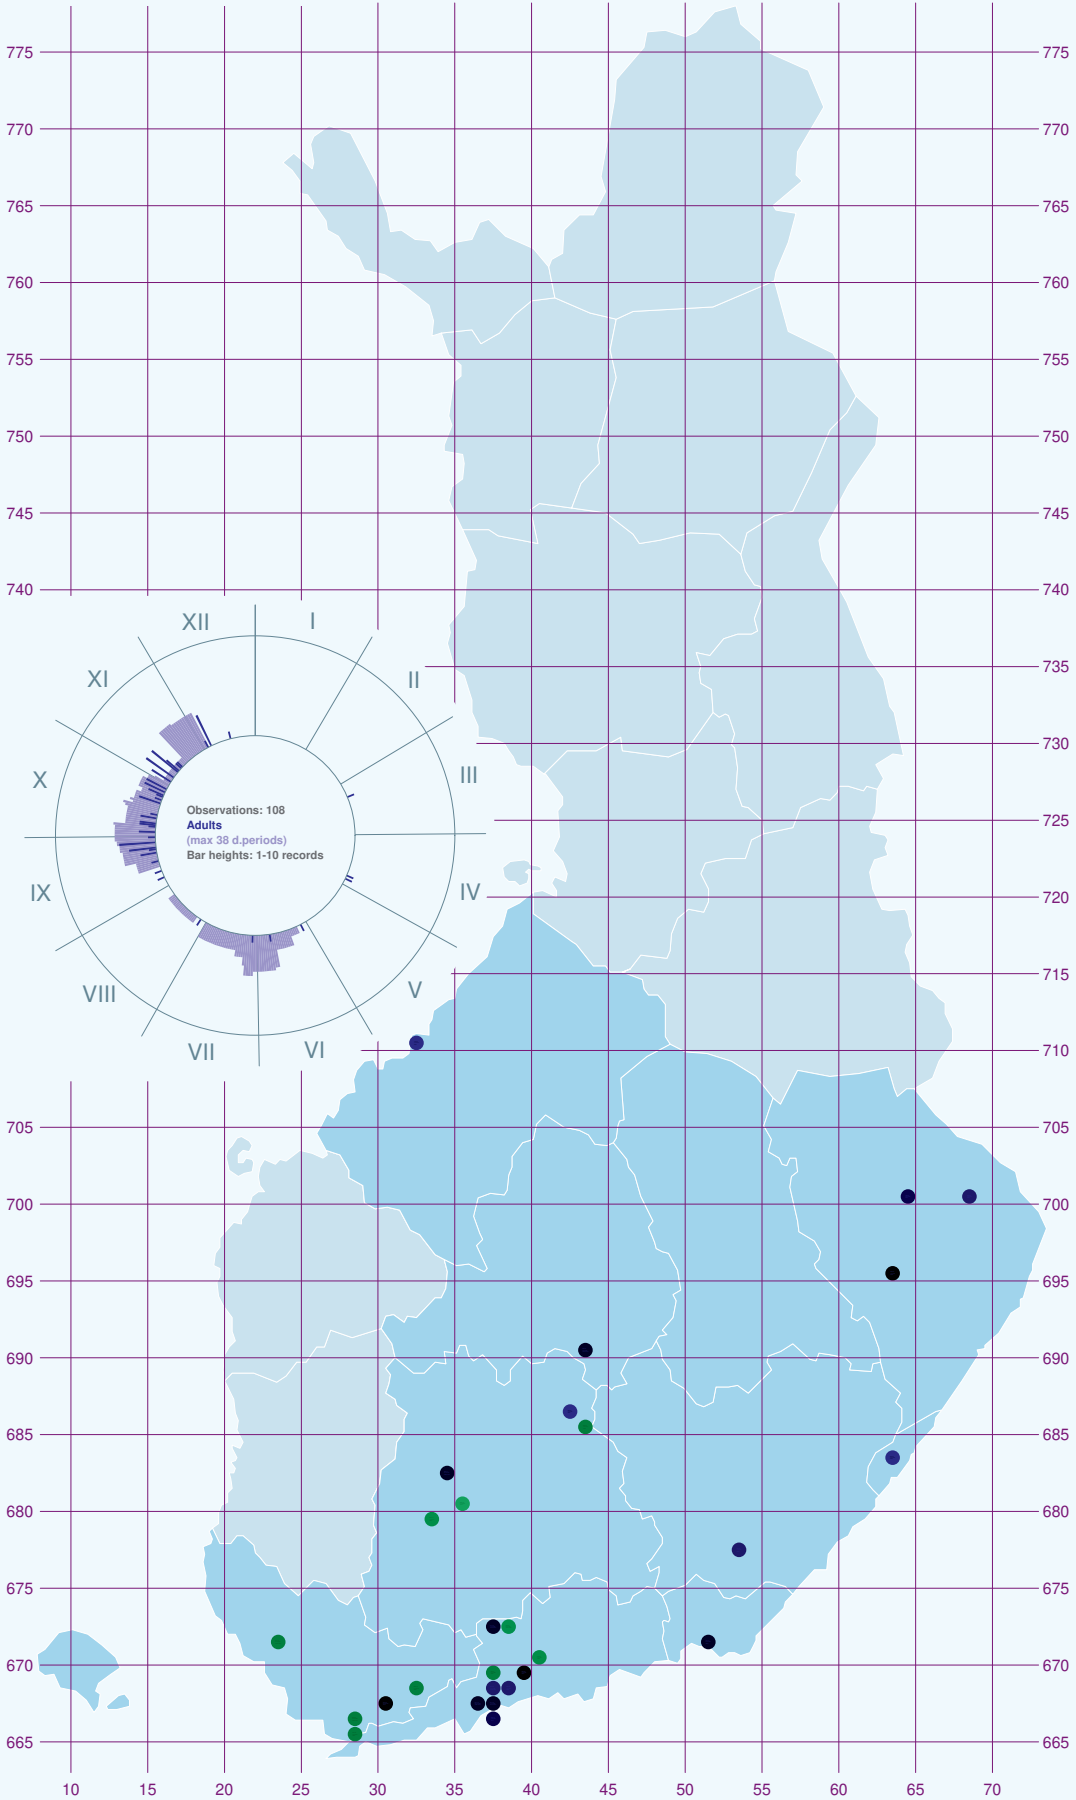 775 775
770 770
765 765
760 760
755 755
750 750
745 745
740 740
XII I
735
XI II
730
X III
725
Observations: 108
Adults
(max 38 d.periods)
Bar heights: 1-10 records
IX IV
720
715
VIII V
VII VI
710
705 705
700 700
695 695
690 690
685 685
680 680
675 675
670 670
665 665
10 15 20 25 30 35 40 45 50 55 60 65 70